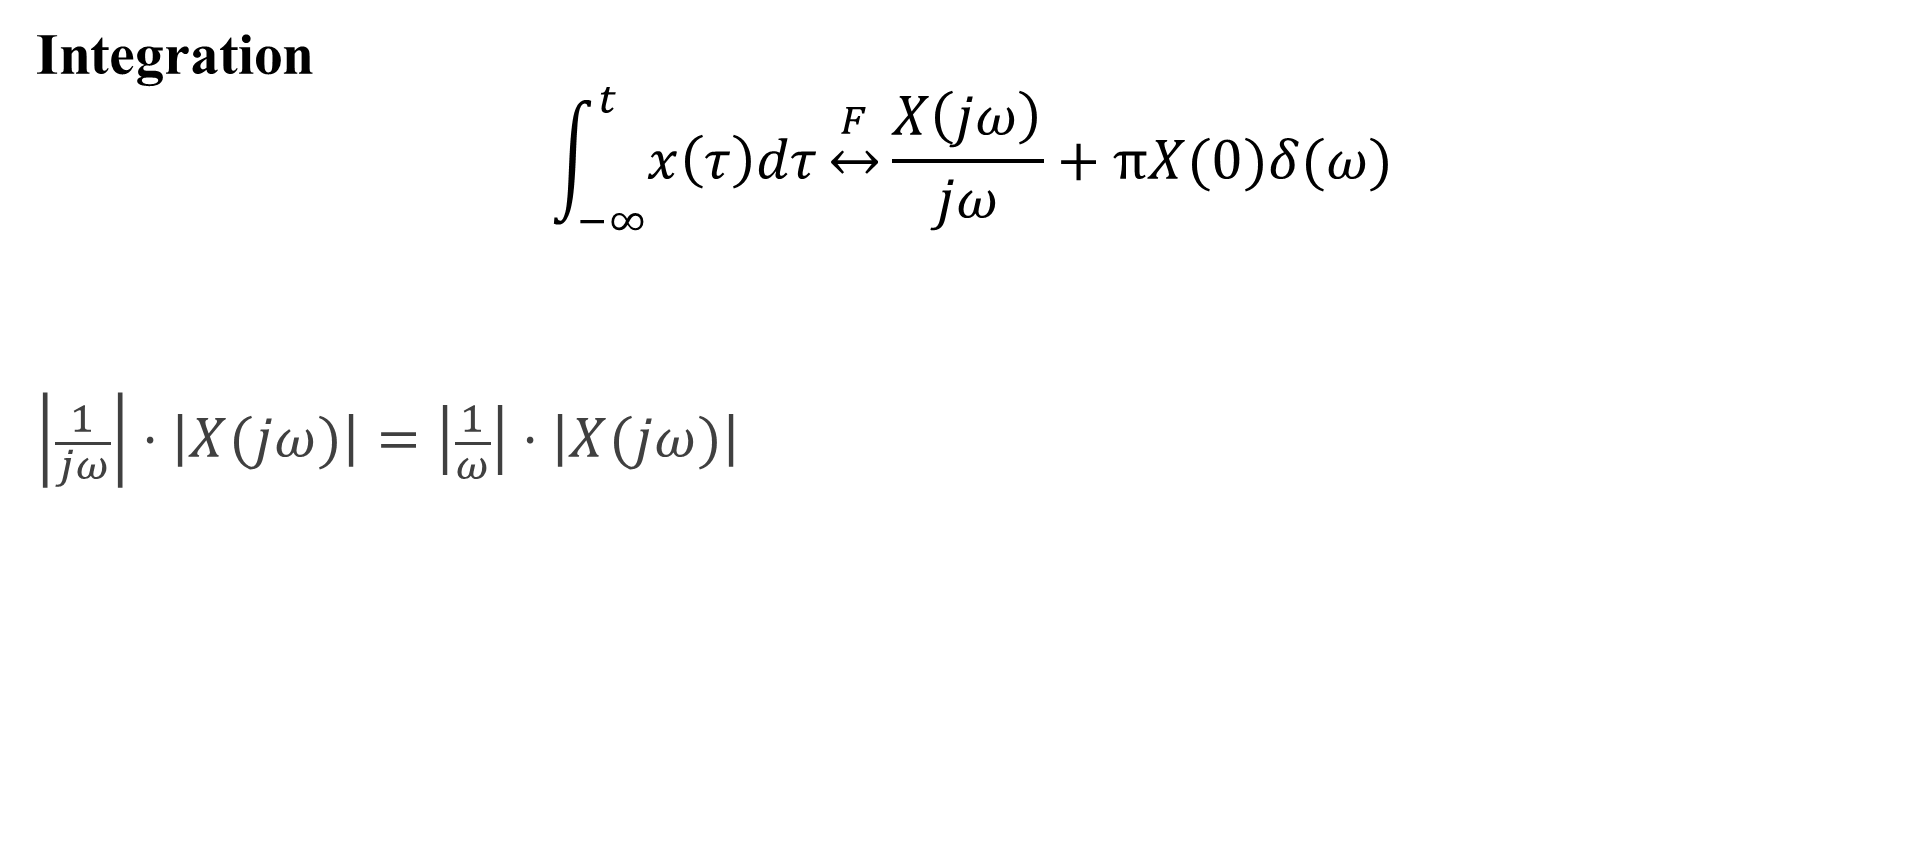 Integration
∫_{-∞}^{t} x(τ)dτ ↔^F X(jω)/jω + πX(0)δ(ω)
|1/jω| · |X(jω)| = |1/ω| · |X(jω)|